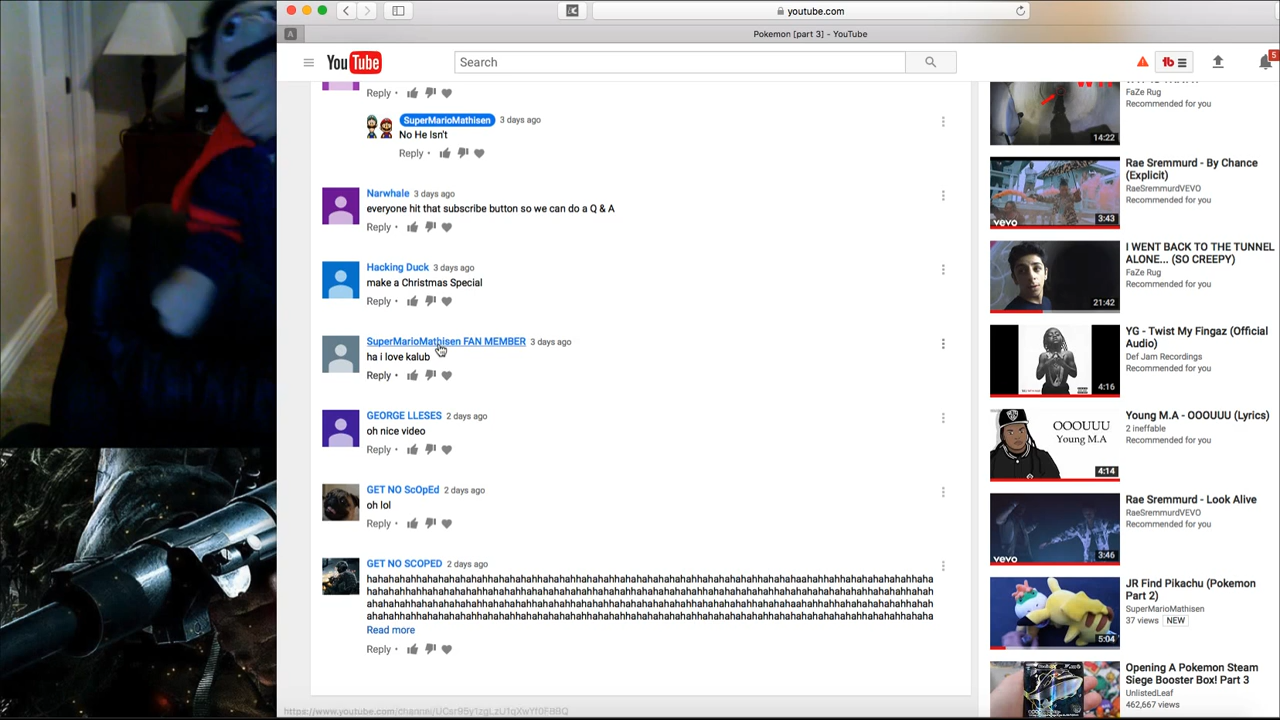 youtube.com
A
Pokemon [part 3] - YouTube
YouTube
Search
tb
5
Reply •
SuperMarioMathisen 3 days ago
No He Isn't
Reply •
Narwhale 3 days ago
everyone hit that subscribe button so we can do a Q & A
Reply •
Hacking Duck 3 days ago
make a Christmas Special
Reply •
SuperMarioMathisen FAN MEMBER 3 days ago
ha i love kalub
Reply •
GEORGE LLESES 2 days ago
oh nice video
Reply •
GET NO ScOpEd 2 days ago
oh lol
Reply •
GET NO SCOPED 2 days ago
Read more
Reply •
FaZe Rug
Recommended for you
14:22
Rae Sremmurd - By Chance
(Explicit)
RaeSremmurdVEVO
Recommended for you
vevo
3:43
I WENT BACK TO THE TUNNEL
ALONE... (SO CREEPY)
FaZe Rug
Recommended for you
21:42
YG - Twist My Fingaz (Official
Audio)
Def Jam Recordings
Recommended for you
4:16
Young M.A - OOOUUU (Lyrics)
2 ineffable
Recommended for you
OOOUUU
Young M.A
4:14
Rae Sremmurd - Look Alive
RaeSremmurdVEVO
Recommended for you
vevo
3:46
JR Find Pikachu (Pokemon
Part 2)
SuperMarioMathisen
37 views NEW
5:04
Opening A Pokemon Steam
Siege Booster Box! Part 3
UnlistedLeaf
462,667 views